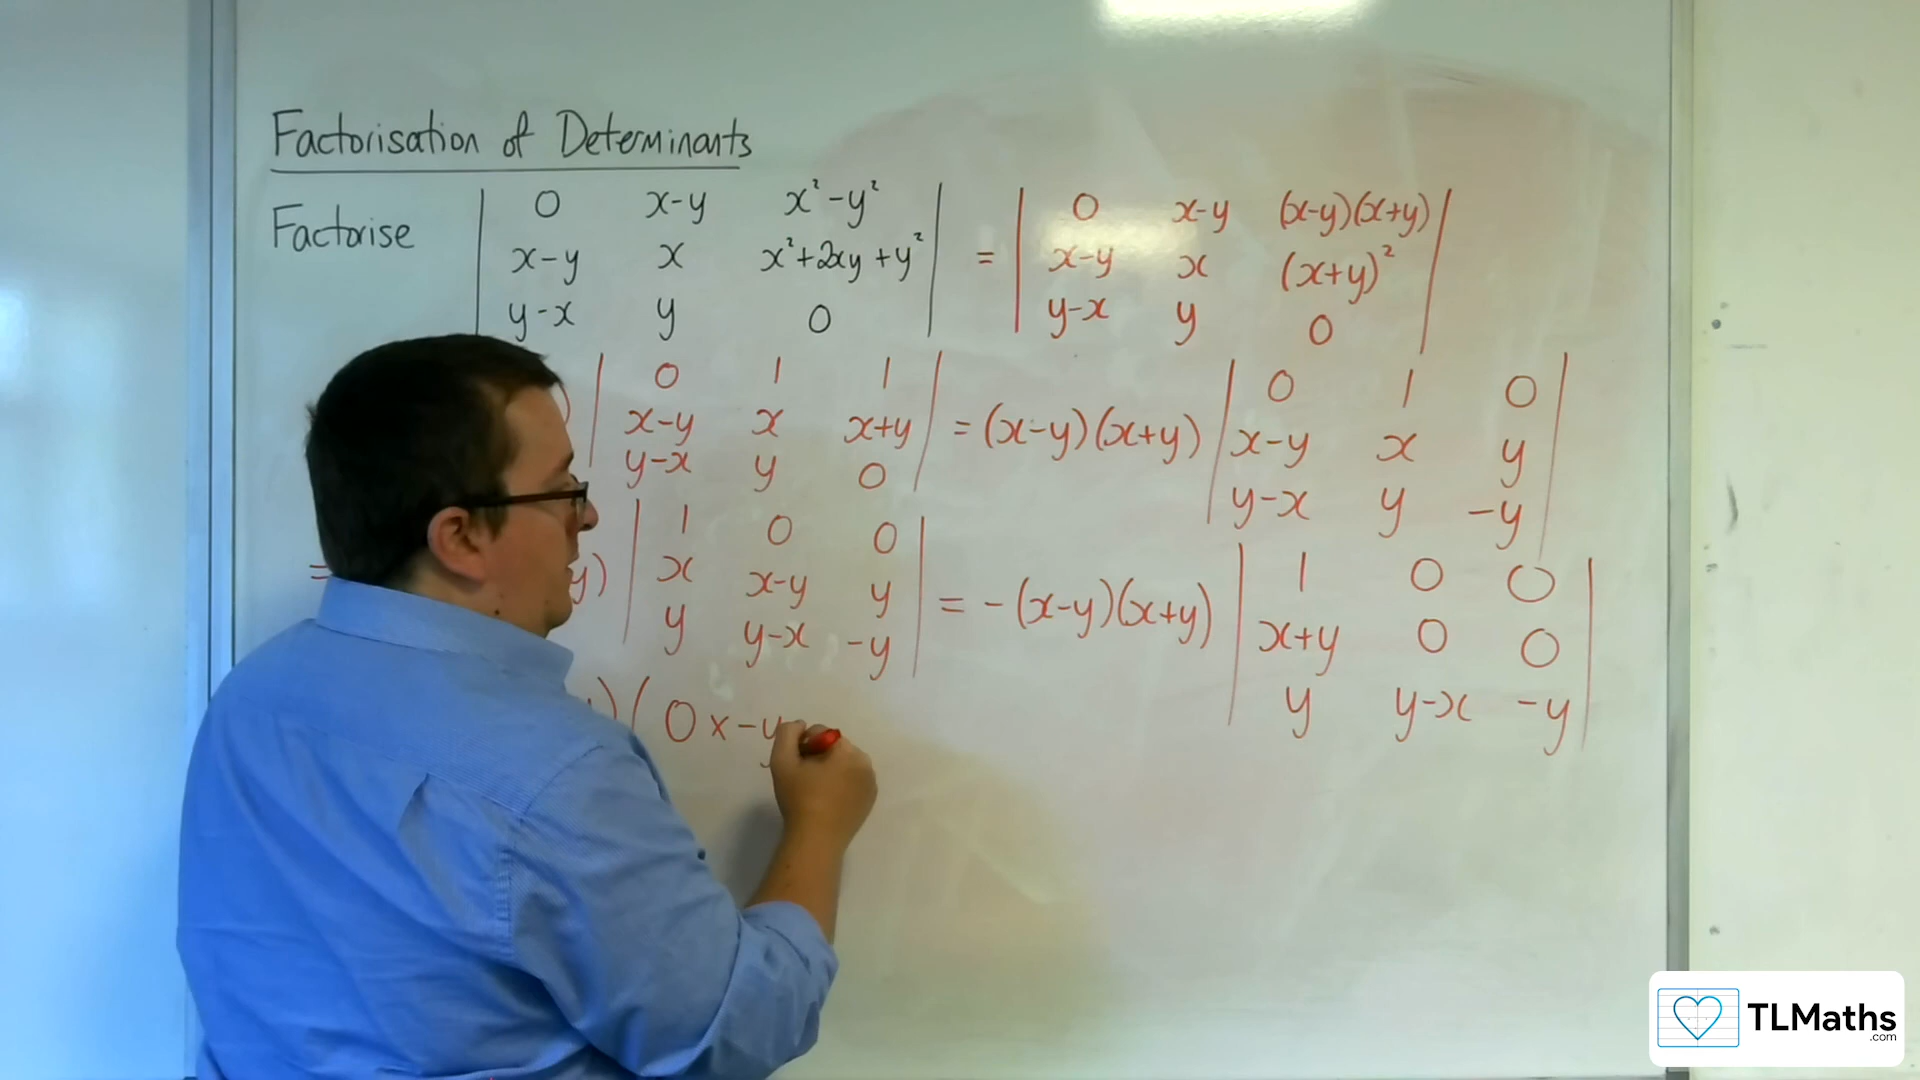 Factorisation of Determinants
Factorise | 0 x-y x²-y² | = | 0 x-y (x-y)(x+y) |
| x-y x x²+2xy+y² | | x-y x (x+y)² |
| y-x y 0 | | y-x y 0 |
) | 0 1 1 | = (x-y)(x+y) | 0 1 0 |
| x-y x x+y | | x-y x y |
| y-x y 0 | | y-x y -y |
= y) | 1 0 0 | = -(x-y)(x+y) | 1 0 0 |
| x x-y y | | x+y 0 0 |
| y y-x -y | | y y-x -y |
) ( 0 x -y
TLMaths
.com